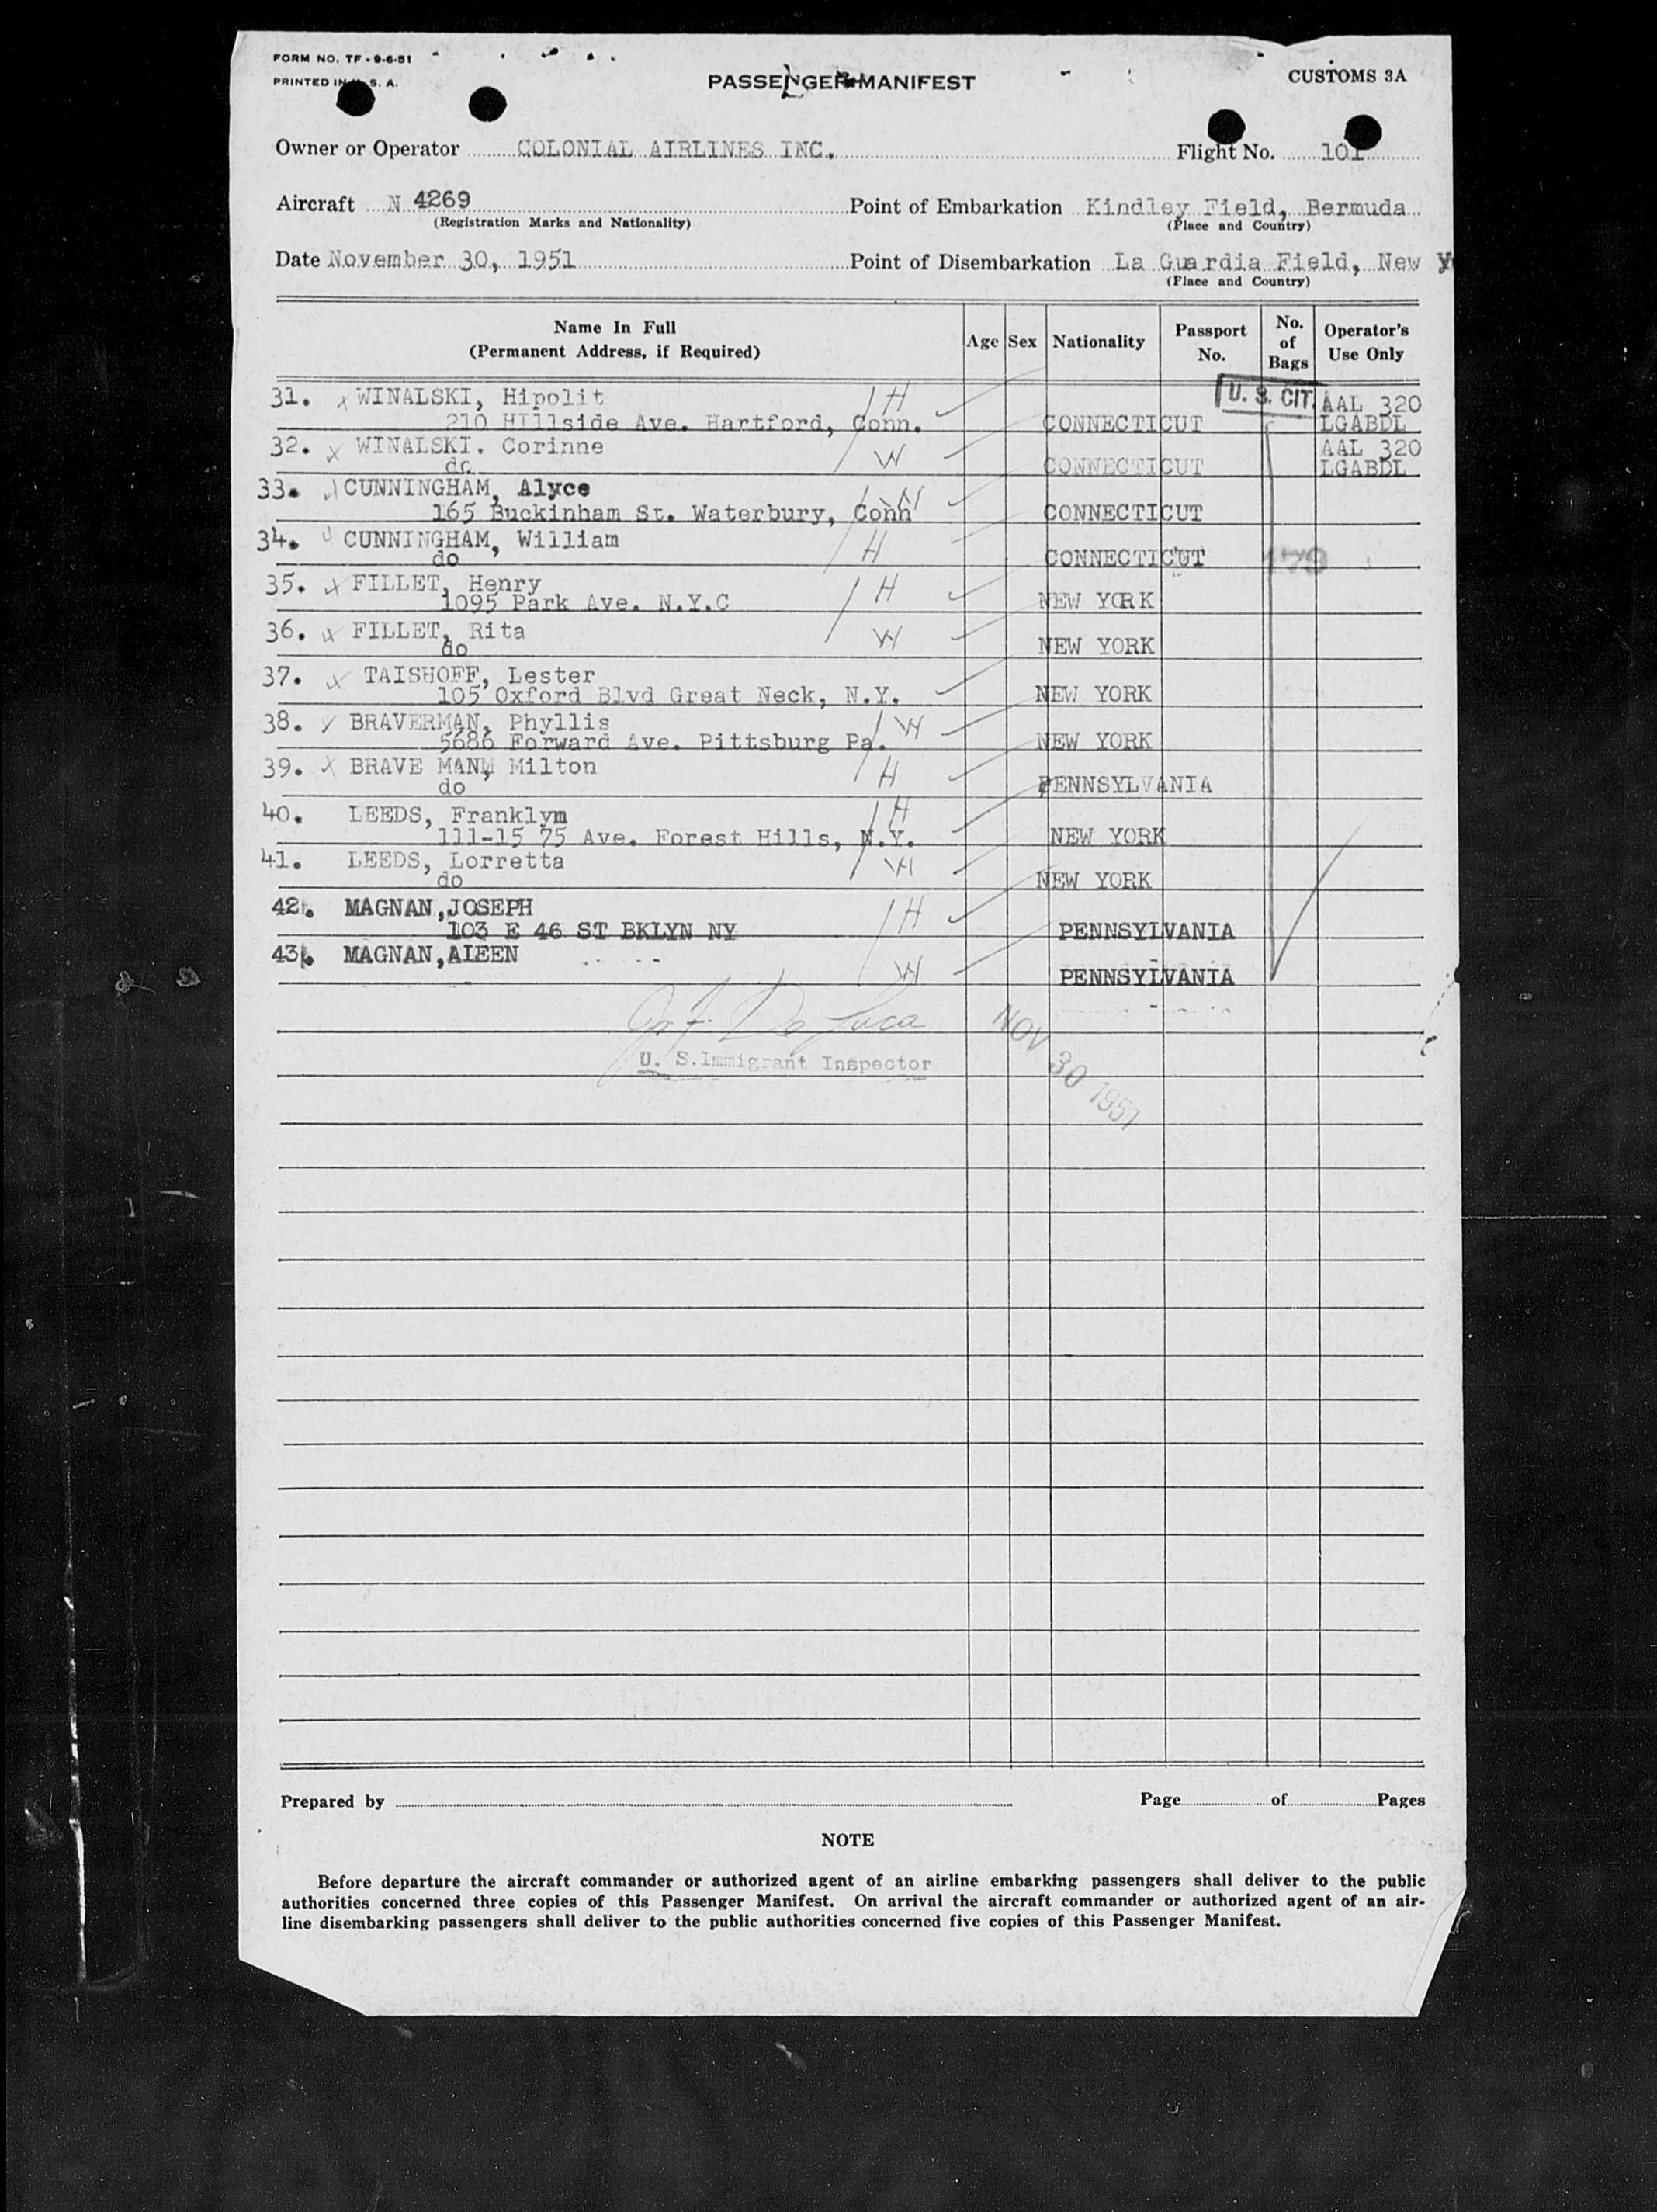 FORM NO. TF - 9-6-51
PRINTED IN U. S. A.
PASSENGER MANIFEST
CUSTOMS 3A
Owner or Operator COLONIAL AIRLINES INC. Flight No. 101
Aircraft N 4269 Point of Embarkation Kindley Field, Bermuda
(Registration Marks and Nationality) (Place and Country)
Date November 30, 1951 Point of Disembarkation La Guardia Field, New Y
(Place and Country)
Name In Full
(Permanent Address, if Required)
Age Sex Nationality Passport No. No. of Bags Operator's Use Only
31. x WINALSKI, Hipolit H U. S. CIT. AAL 320
210 HIllside Ave. Hartford, Conn. CONNECTICUT LGABDL
32. x WINALSKI. Corinne W AAL 320
do CONNECTICUT LGABDL
33. CUNNINGHAM, Alyce W
165 Buckinham St. Waterbury, Conn CONNECTICUT
34. CUNNINGHAM, William H
do CONNECTICUT 179
35. x FILLET, Henry H
1095 Park Ave. N.Y.C NEW YORK
36. x FILLET, Rita W
do NEW YORK
37. x TAISHOFF, Lester
105 Oxford Blvd Great Neck, N.Y. NEW YORK
38. x BRAVERMAN, Phyllis W
5686 Forward Ave. Pittsburg Pa. NEW YORK
39. x BRAVE MAN, Milton H
do PENNSYLVANIA
40. LEEDS, Franklym H
111-15 75 Ave. Forest Hills, N.Y. NEW YORK
41. LEEDS, Lorretta W
do NEW YORK
42. MAGNAN,JOSEPH H
103 E 46 ST BKLYN NY PENNSYLVANIA
43. MAGNAN,AIEEN W
PENNSYLVANIA
De Luca
U. S.Immigrant Inspector
NOV 30 1951
Prepared by Page of Pages
NOTE
Before departure the aircraft commander or authorized agent of an airline embarking passengers shall deliver to the public
authorities concerned three copies of this Passenger Manifest. On arrival the aircraft commander or authorized agent of an air-
line disembarking passengers shall deliver to the public authorities concerned five copies of this Passenger Manifest.